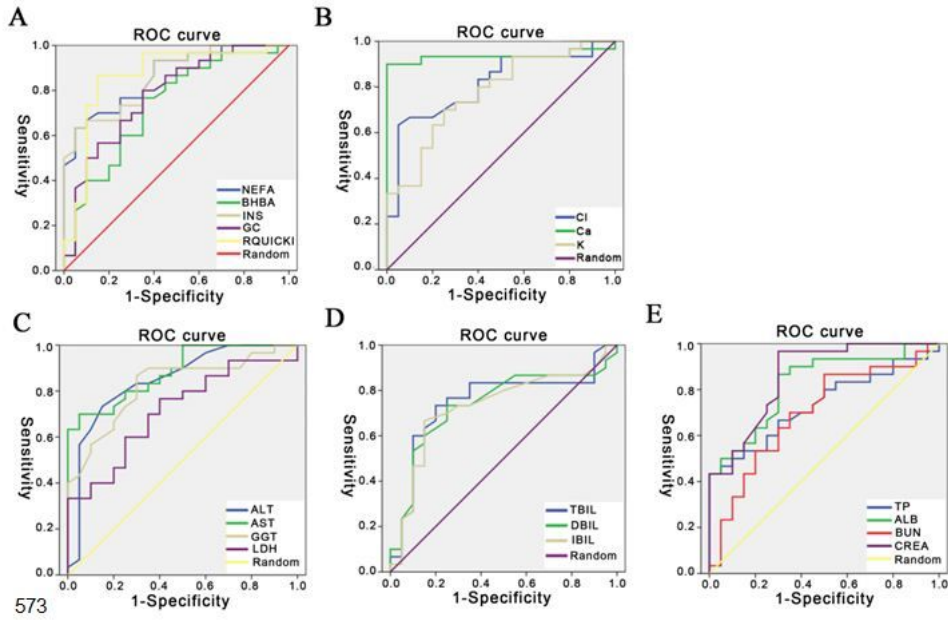 A
ROC curve
Sensitivity
1.0
0.8
0.6
0.4
0.2
0.0
NEFA
BHBA
INS
GC
RQUICKI
Random
0.0 0.2 0.4 0.6 0.8 1.0
1-Specificity
B
ROC curve
Sensitivity
1.0
0.8
0.6
0.4
0.2
0.0
Cl
Ca
K
Random
0.0 0.2 0.4 0.6 0.8 1.0
1-Specificity
C
ROC curve
Sensitivity
1.0
0.8
0.6
0.4
0.2
0.0
ALT
AST
GGT
LDH
Random
0.0 0.2 0.4 0.6 0.8 1.0
1-Specificity
D
ROC curve
Sensitivity
1.0
0.8
0.6
0.4
0.2
0.0
TBIL
DBIL
IBIL
Random
0.0 0.2 0.4 0.6 0.8 1.0
1-Specificity
E
ROC curve
Sensitivity
1.0
0.8
0.6
0.4
0.2
0.0
TP
ALB
BUN
CREA
Random
0.0 0.2 0.4 0.6 0.8 1.0
1-Specificity
573